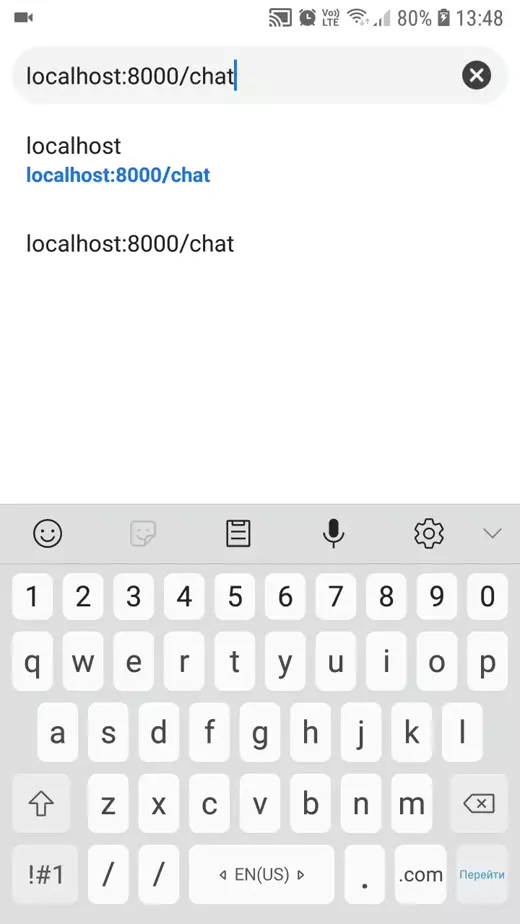 Vo)) LTE 80% 13:48
localhost:8000/chat
localhost
localhost:8000/chat
localhost:8000/chat
1 2 3 4 5 6 7 8 9 0
q w e r t y u i o p
a s d f g h j k l
z x c v b n m
!#1 / / EN(US) . .com Перейти